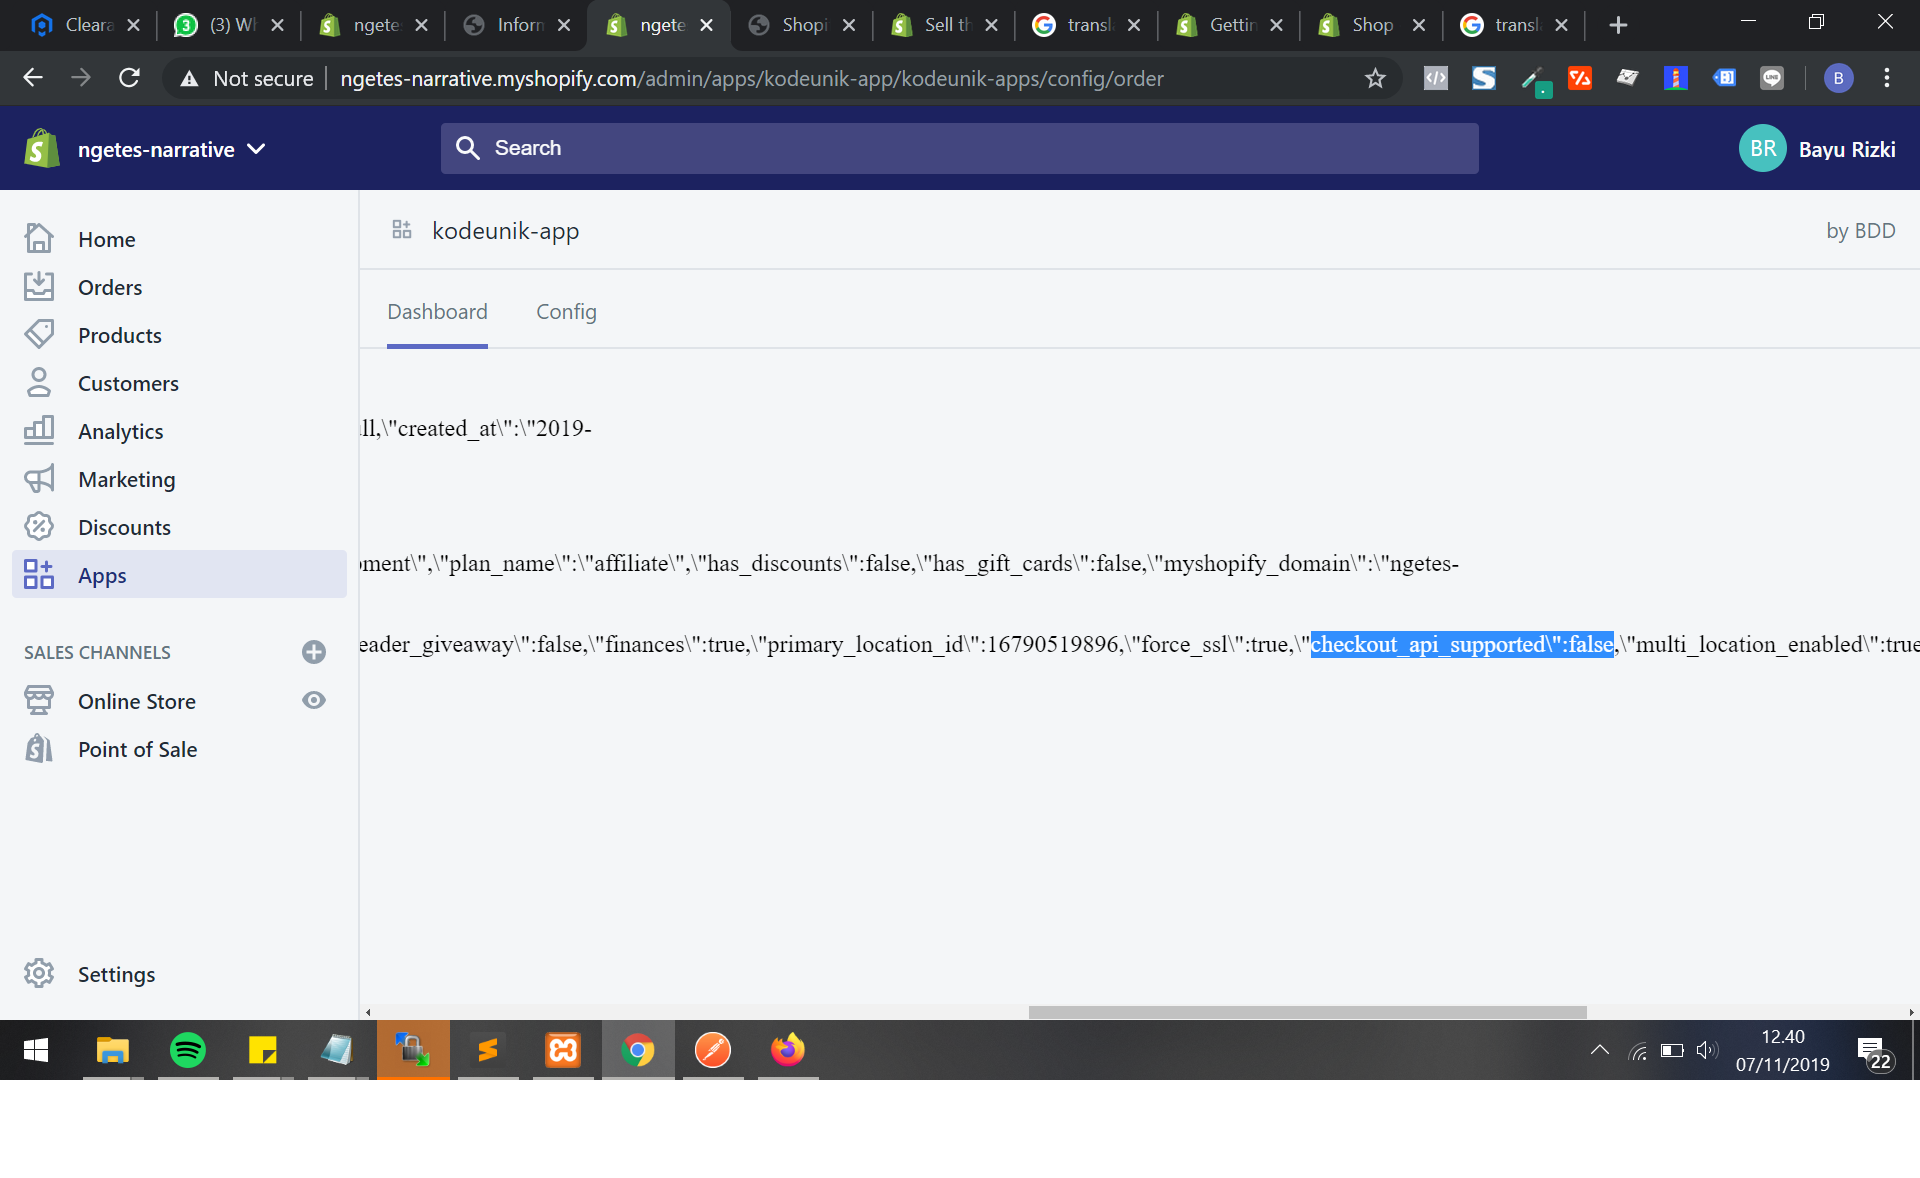 Cleara
(3) Wh
ngetes
Inform
ngete
Shopi
Sell th
transl
Gettin
Shop
transla
Not secure
ngetes-narrative.myshopify.com/admin/apps/kodeunik-app/kodeunik-apps/config/order
B
ngetes-narrative
Search
BR
Bayu Rizki
Home
Orders
Products
Customers
Analytics
Marketing
Discounts
Apps
SALES CHANNELS
Online Store
Point of Sale
Settings
kodeunik-app
by BDD
Dashboard
Config
ll,\"created_at\":\"2019-
ment\",\"plan_name\":\"affiliate\",\"has_discounts\":false,\"has_gift_cards\":false,\"myshopify_domain\":\"ngetes-
eader_giveaway\":false,\"finances\":true,\"primary_location_id\":16790519896,\"force_ssl\":true,\"checkout_api_supported\":false,\"multi_location_enabled\":true
12.40
07/11/2019
22